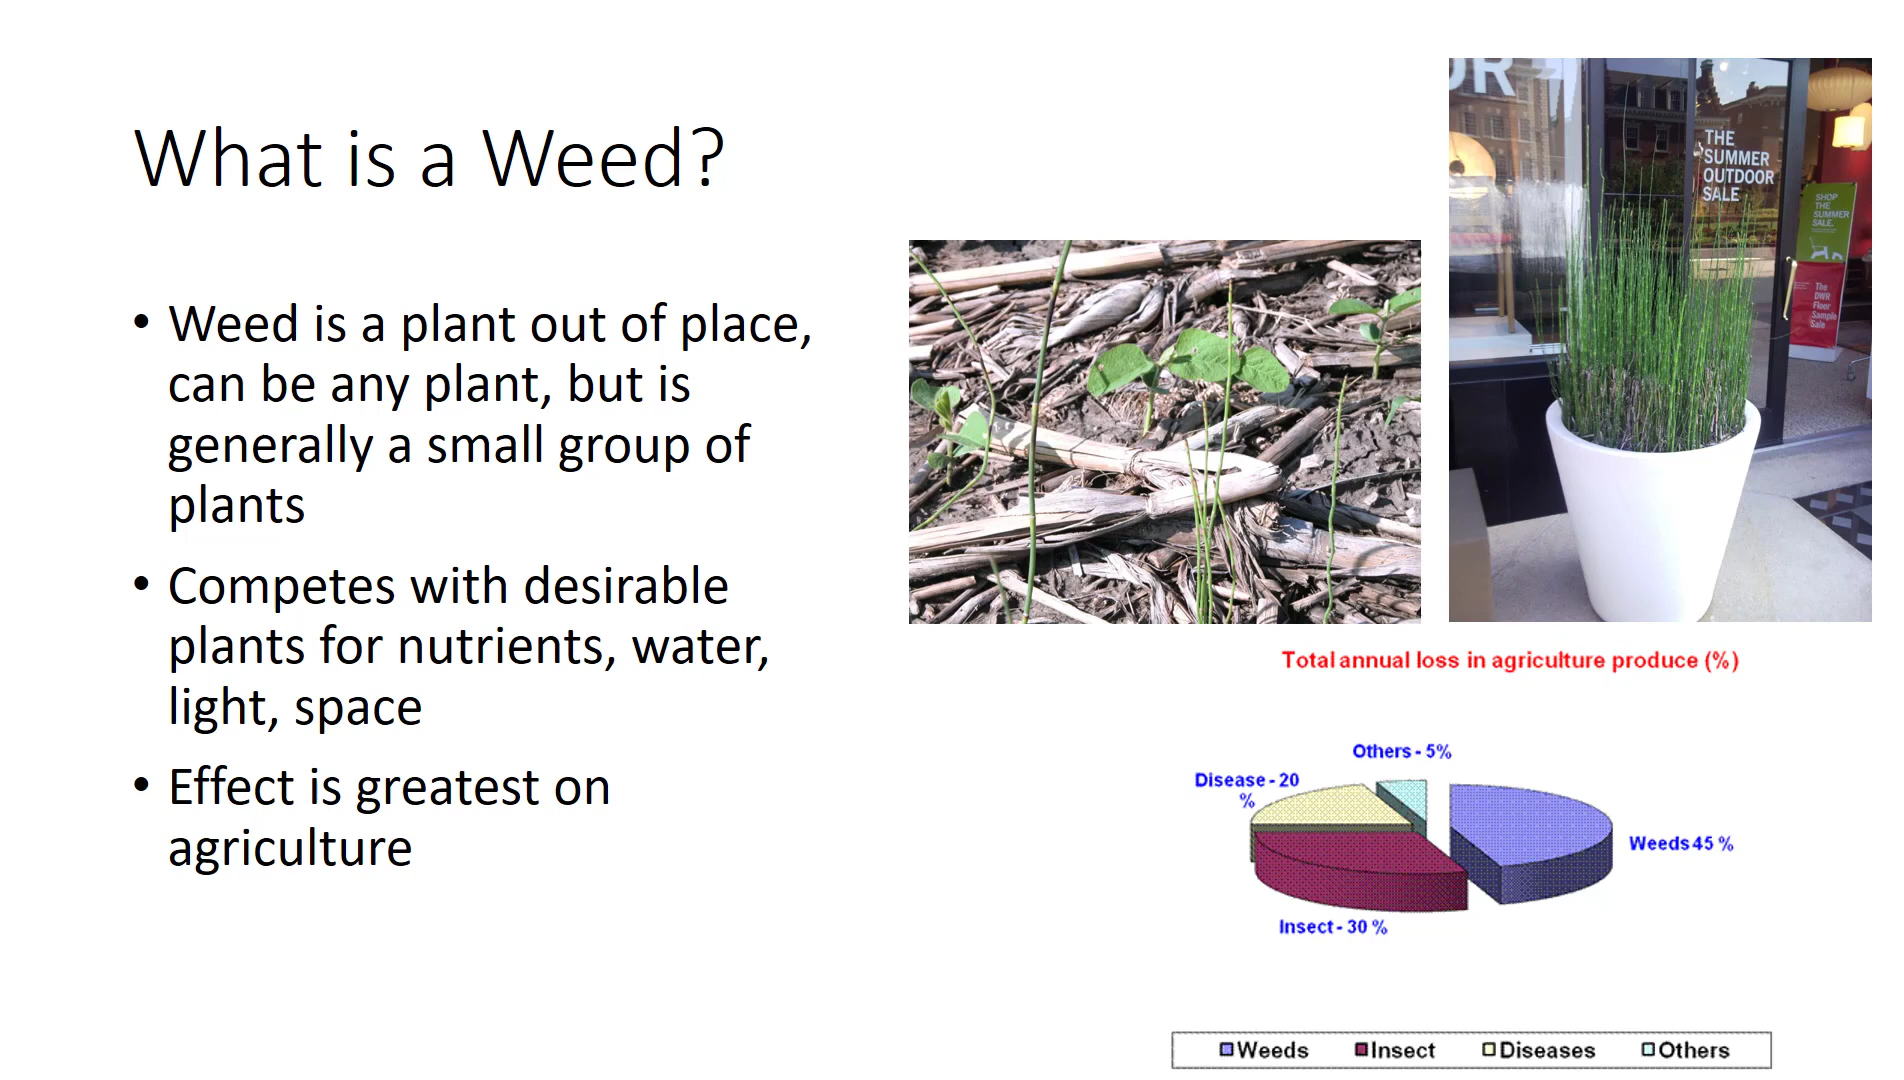 What is a Weed?
• Weed is a plant out of place,
can be any plant, but is
generally a small group of
plants
• Competes with desirable
plants for nutrients, water,
light, space
• Effect is greatest on
agriculture
OR
THE
SUMMER
OUTDOOR
SALE
SHOP
THE
SUMMER
SALE.
The
DWR
Floor
Sample
Sale
Total annual loss in agriculture produce (%)
Others - 5%
Disease - 20
%
Weeds 45 %
Insect - 30 %
Weeds Insect Diseases Others